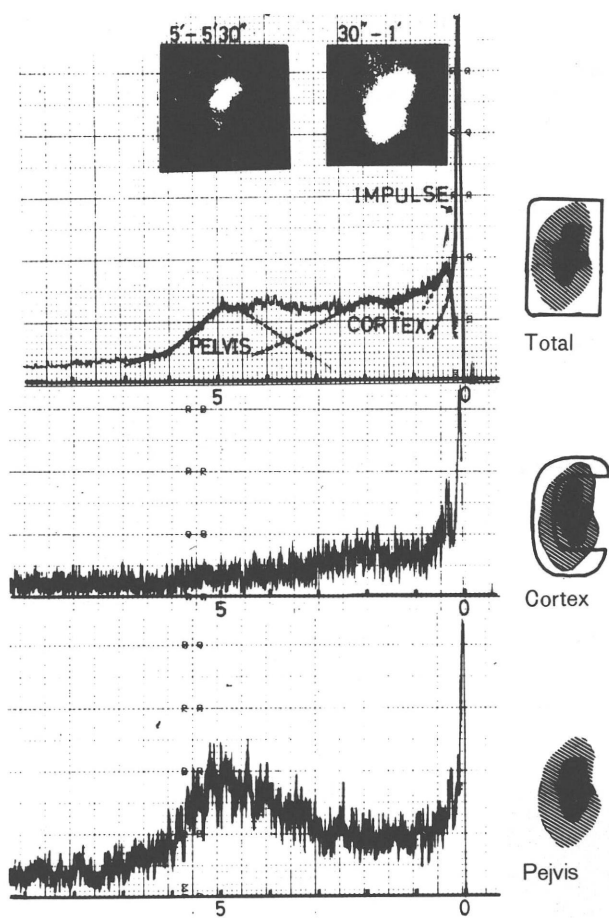 5'-5'30" 30"-1'
IMPULSE
CORTEX
PELVIS
5 0
Total
5 0
Cortex
5 0
Pejvis